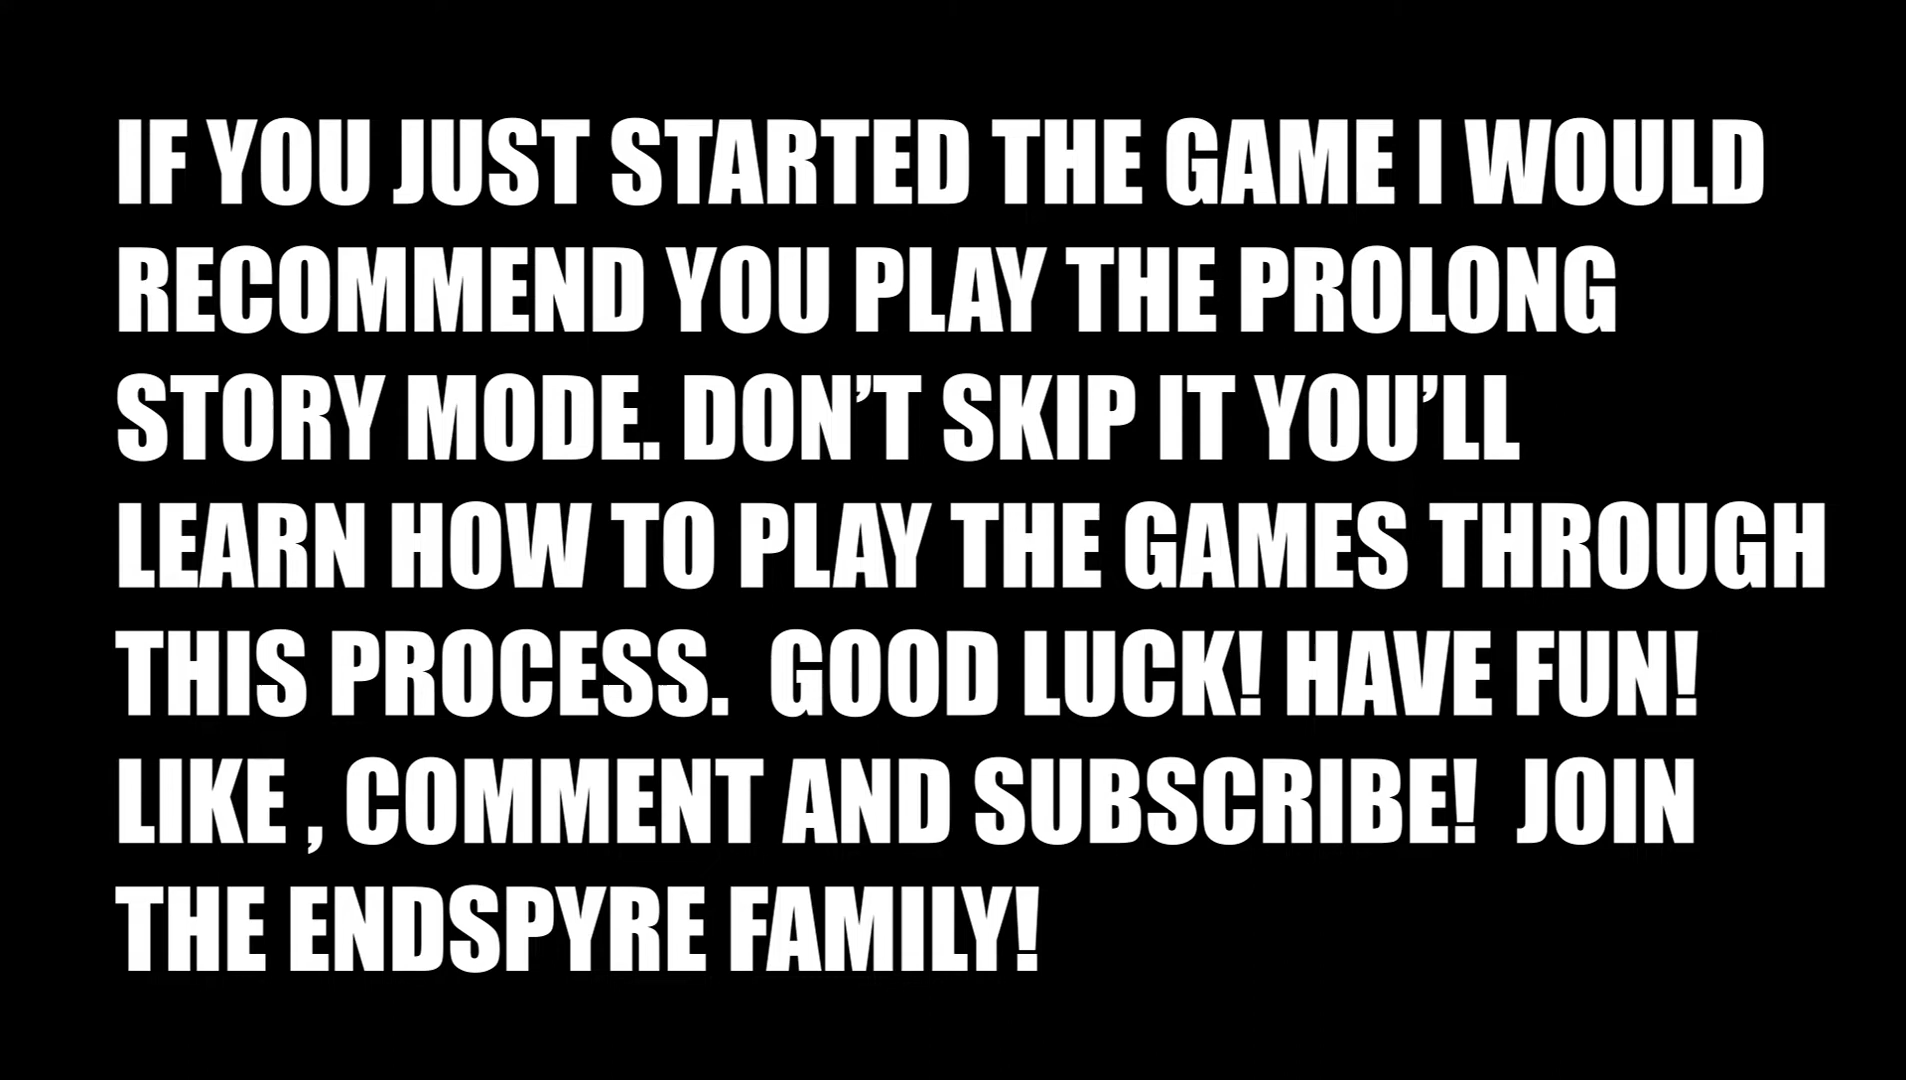 IF YOU JUST STARTED THE GAME I WOULD
RECOMMEND YOU PLAY THE PROLONG
STORY MODE. DON’T SKIP IT YOU’LL
LEARN HOW TO PLAY THE GAMES THROUGH
THIS PROCESS.  GOOD LUCK! HAVE FUN!
LIKE , COMMENT AND SUBSCRIBE!  JOIN
THE ENDSPYRE FAMILY!